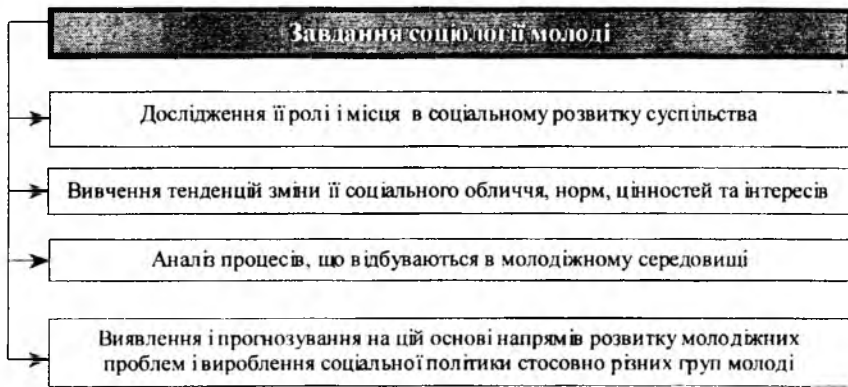 Завдання соціології молоді
Дослідження її ролі і місця в соціальному розвитку суспільства
Вивчення тенденцій зміни її соціального обличчя, норм, цінностей та інтересів
Аналіз процесів, що відбуваються в молодіжному середовищі
Виявлення і прогнозування на цій основі напрямів розвитку молодіжних
проблем і вироблення соціальної політики стосовно різних груп молоді